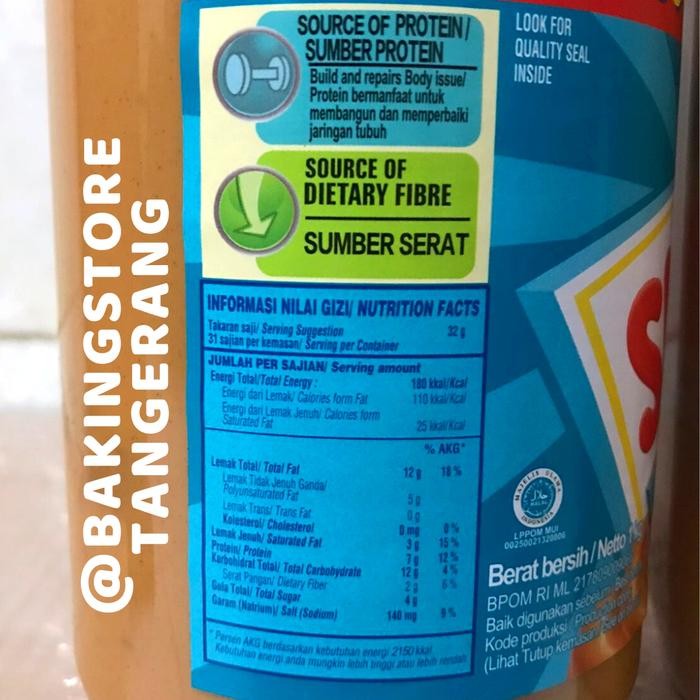 SOURCE OF PROTEIN /
SUMBER PROTEIN
Build and repairs Body issue/
Protein bermanfaat untuk
membangun dan memperbaiki
jaringan tubuh
SOURCE OF
DIETARY FIBRE
SUMBER SERAT
INFORMASI NILAI GIZI/ NUTRITION FACTS
Takaran saji/ Serving Suggestion 32 g
31 sajian per kemasan/ Serving per Container
JUMLAH PER SAJIAN/ Serving amount
Energi Total/Total Energy : 180 kkal/Kcal
Energi dari Lemak/ Calories form Fat 110 kkal/Kcal
Energi dari Lemak Jenuh/ Calories form
Saturated Fat 25 kkal/Kcal
% AKG*
Lemak Total/ Total Fat 12 g 18 %
Lemak Tidak Jenuh Ganda/
Polyunsaturated Fat 5 g
Lemak Trans/ Trans Fat 0 g
Kolesterol/ Cholesterol 0 mg 0 %
Lemak Jenuh/ Saturated Fat 3 g 15 %
Protein/ Protein 7 g 12 %
Karbohidrat Total/ Total Carbohydrate 12 g 4 %
Serat Pangan/ Dietary Fiber 2 g 6 %
Gula Total/ Total Sugar 4 g
Garam (Natrium)/ Salt (Sodium) 140 mg 9 %
* Persen AKG berdasarkan kebutuhan energi 2150 kkal.
Kebutuhan energi anda mungkin lebih tinggi atau lebih rendah
LOOK FOR
QUALITY SEAL
INSIDE
MAJELIS ULAMA
INDONESIA
حلال
HALAL
LPPOM MUI
00250021320806
Berat bersih / Netto
BPOM RI ML
Baik digunakan sebelum
Kode produksi /
(Lihat Tutup kemasan
@BAKINGSTORE
TANGERANG